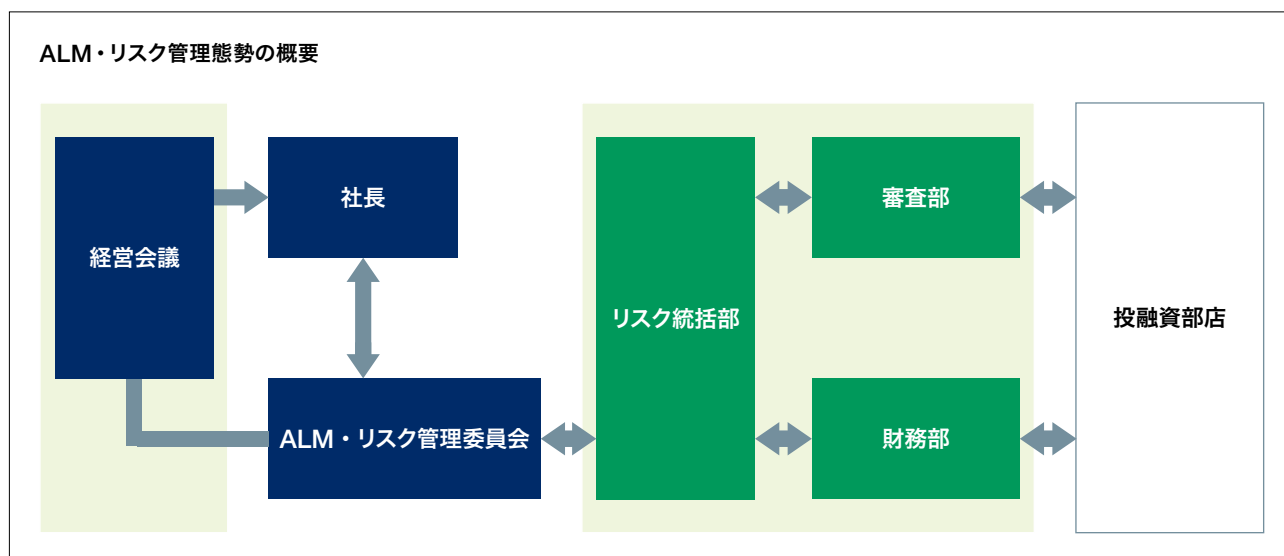 ALM・リスク管理態勢の概要
経営会議
社長
ALM・リスク管理委員会
リスク統括部
審査部
財務部
投融資部店